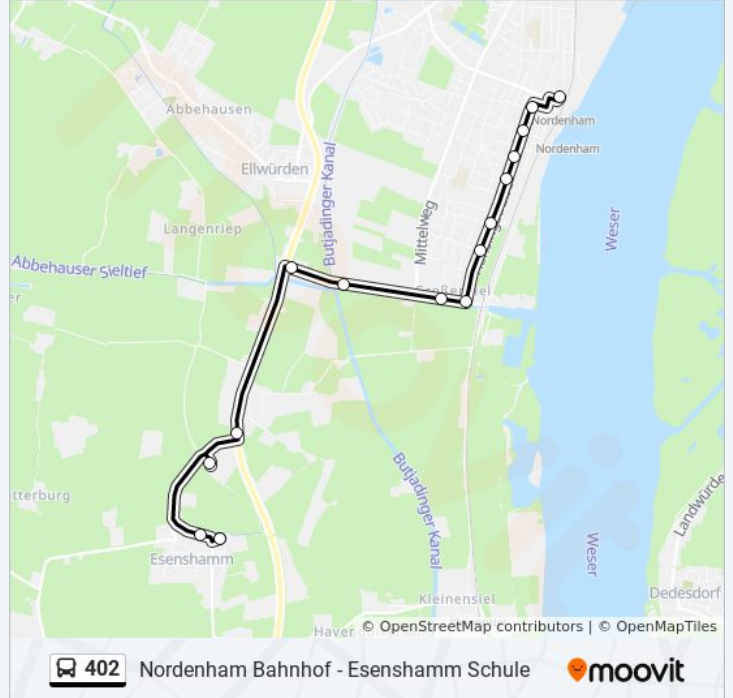 Abbehausen
Nordenham
Ellwürden
Nordenham
Butjadinger Kanal
Mittelweg
Weser
Langenriep
Abbehauser Sieltief
Butjadinger Kanal
tterburg
Landwürde
Weser
Esenshamm
Dedesdorf
Kleinensiel
© OpenStreetMap contributors | © OpenMapTiles
402 Nordenham Bahnhof - Esenshamm Schule moovit